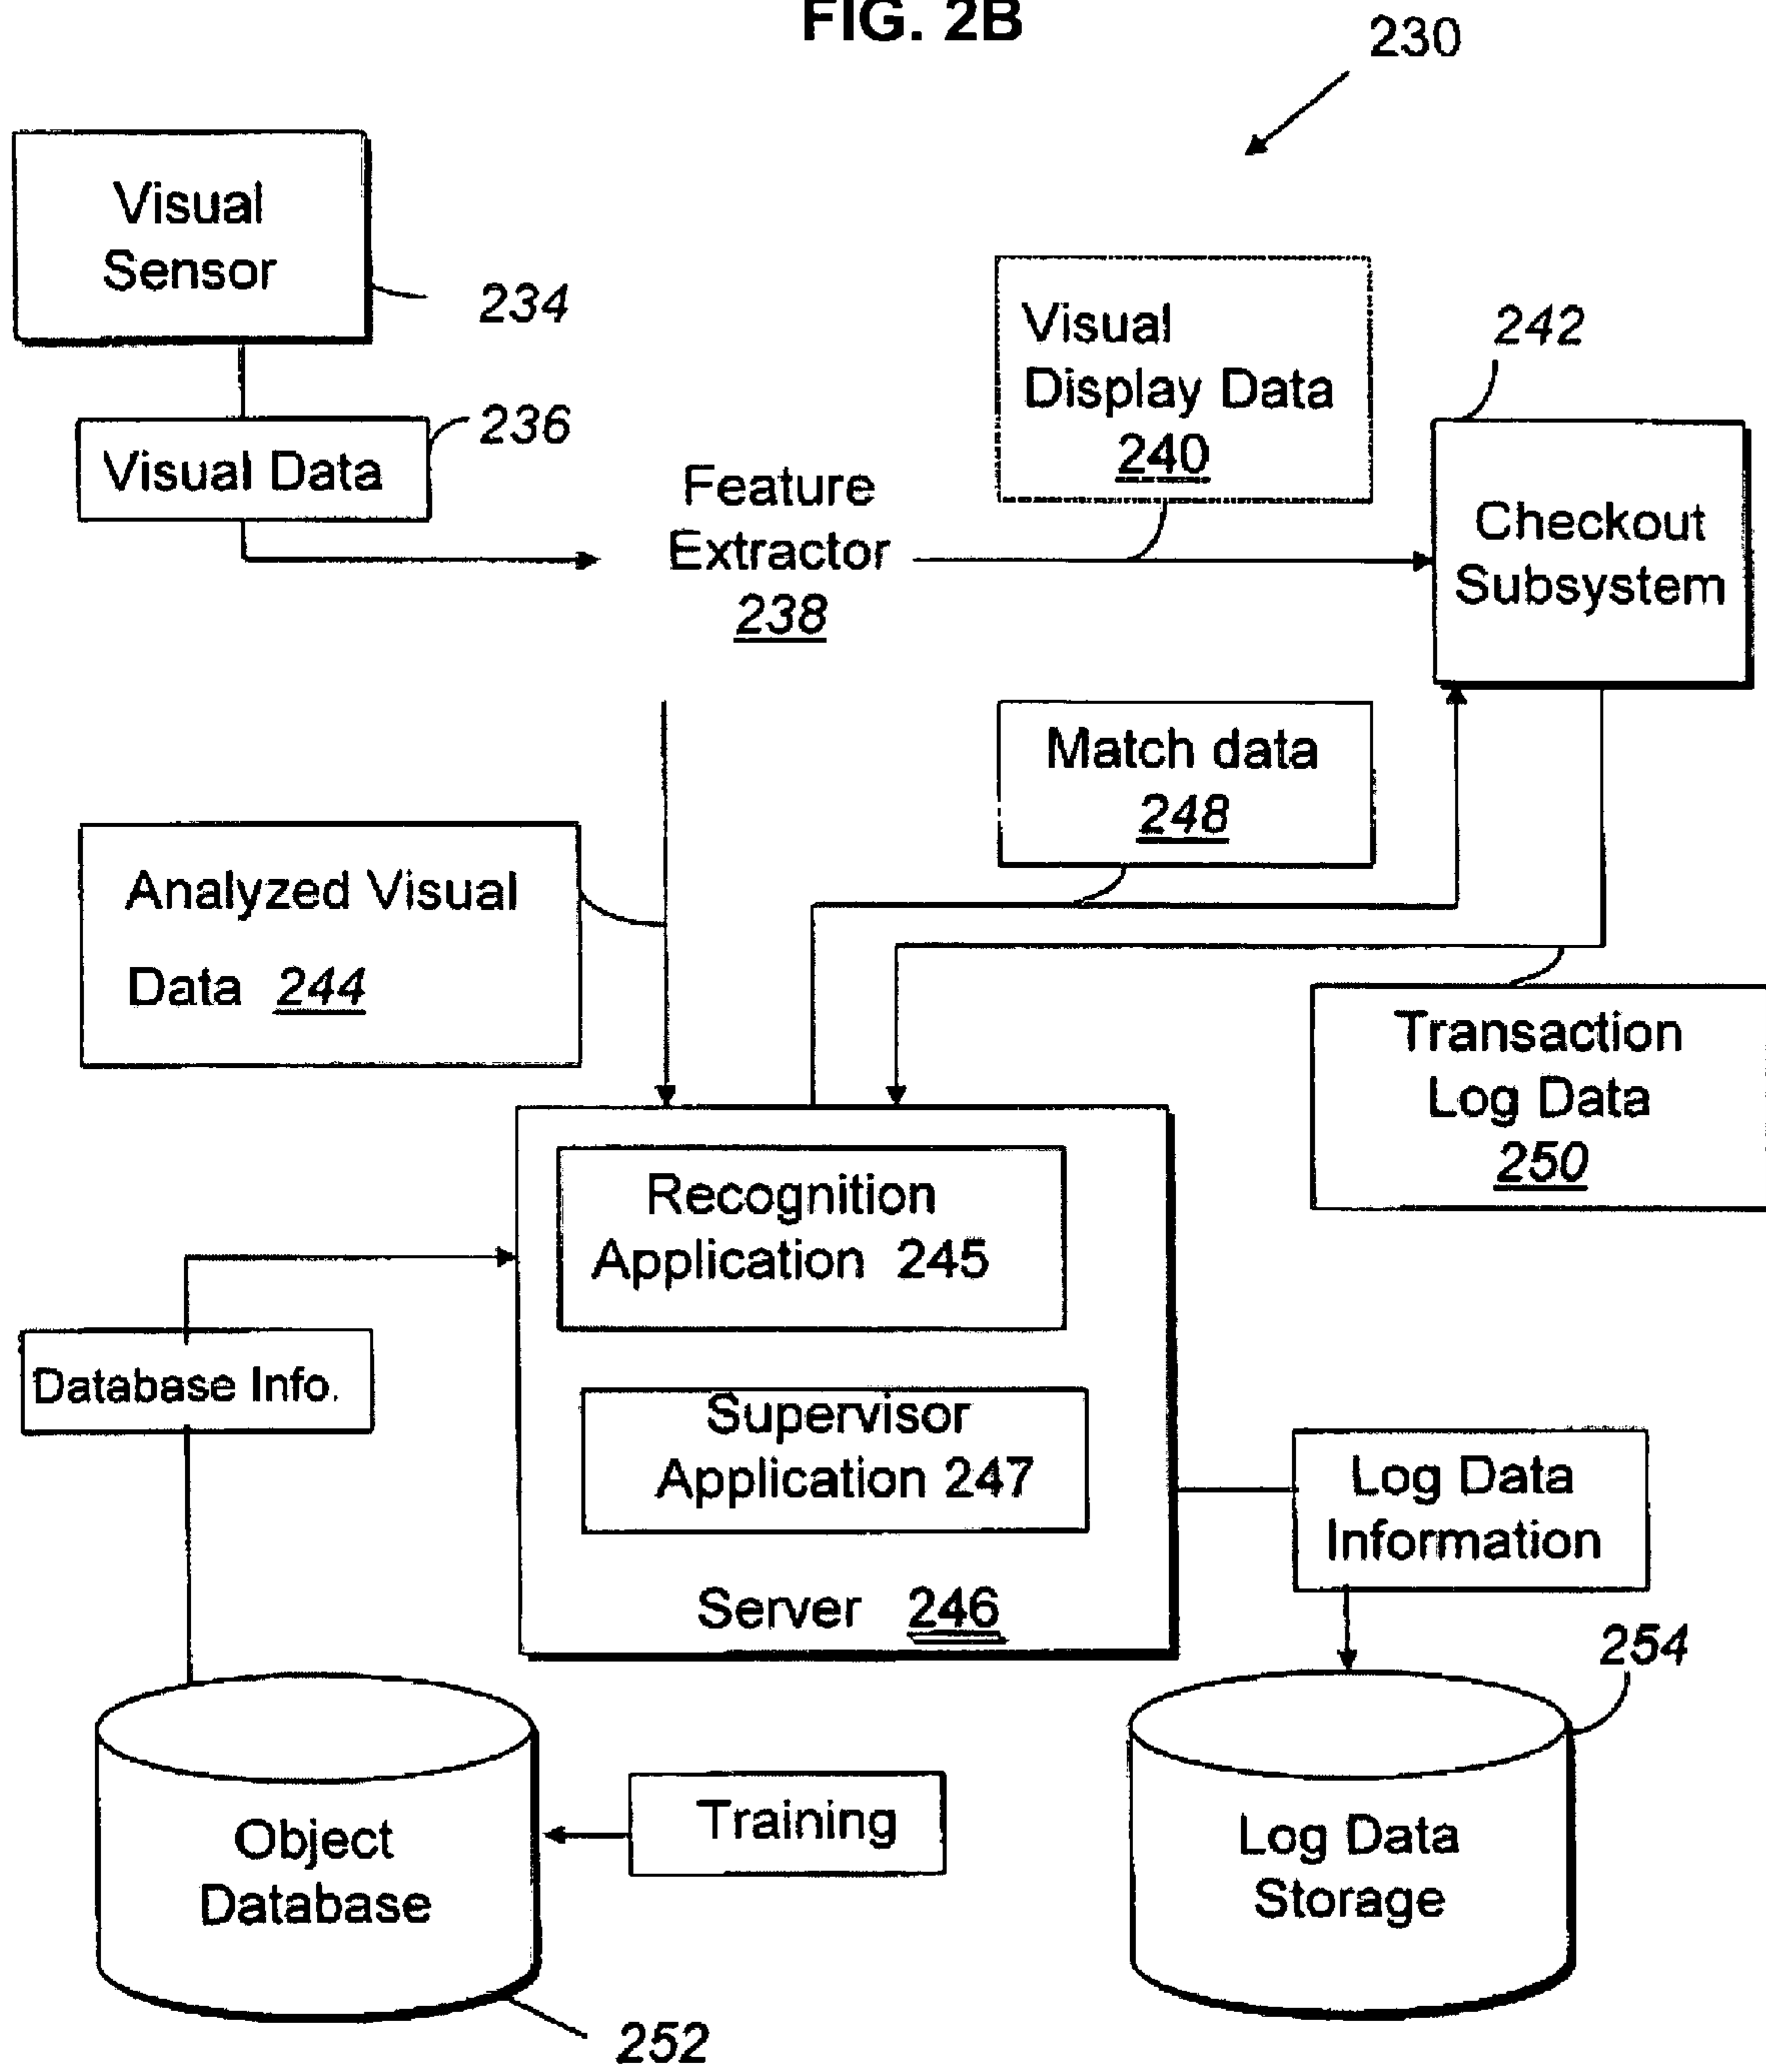 FIG. 2B
230
Visual
Sensor
234
Visual Data
236
Feature
Extractor
238
Visual
Display Data
240
242
Checkout
Subsystem
Match data
248
Analyzed Visual
Data 244
Transaction
Log Data
250
Recognition
Application 245
Database Info.
Supervisor
Application 247
Server 246
Log Data
Information
254
Object
Database
252
Training
Log Data
Storage